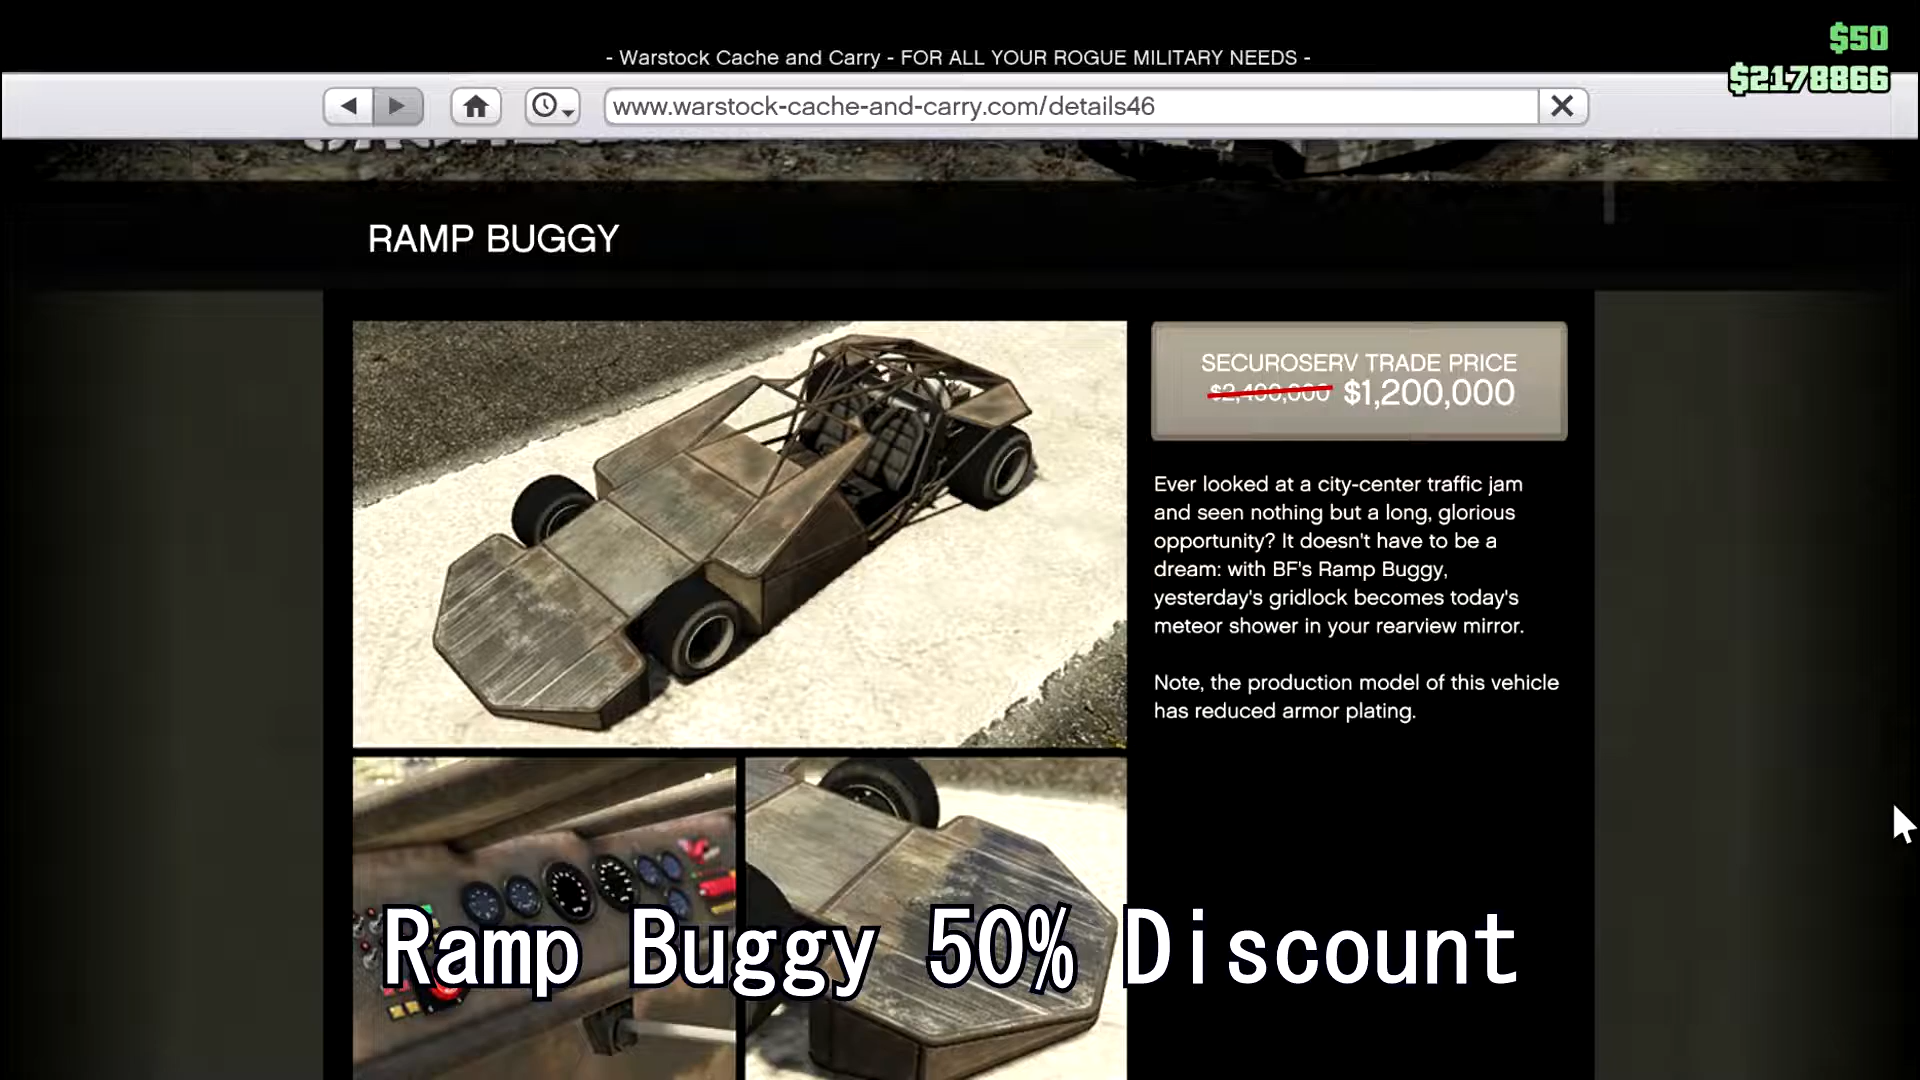 $50
$2178866
- Warstock Cache and Carry - FOR ALL YOUR ROGUE MILITARY NEEDS -
www.warstock-cache-and-carry.com/details46
RAMP BUGGY
SECUROSERV TRADE PRICE
$2,400,000 $1,200,000
Ever looked at a city-center traffic jam
and seen nothing but a long, glorious
opportunity? It doesn't have to be a
dream: with BF's Ramp Buggy,
yesterday's gridlock becomes today's
meteor shower in your rearview mirror.
Note, the production model of this vehicle
has reduced armor plating.
Ramp Buggy 50% Discount